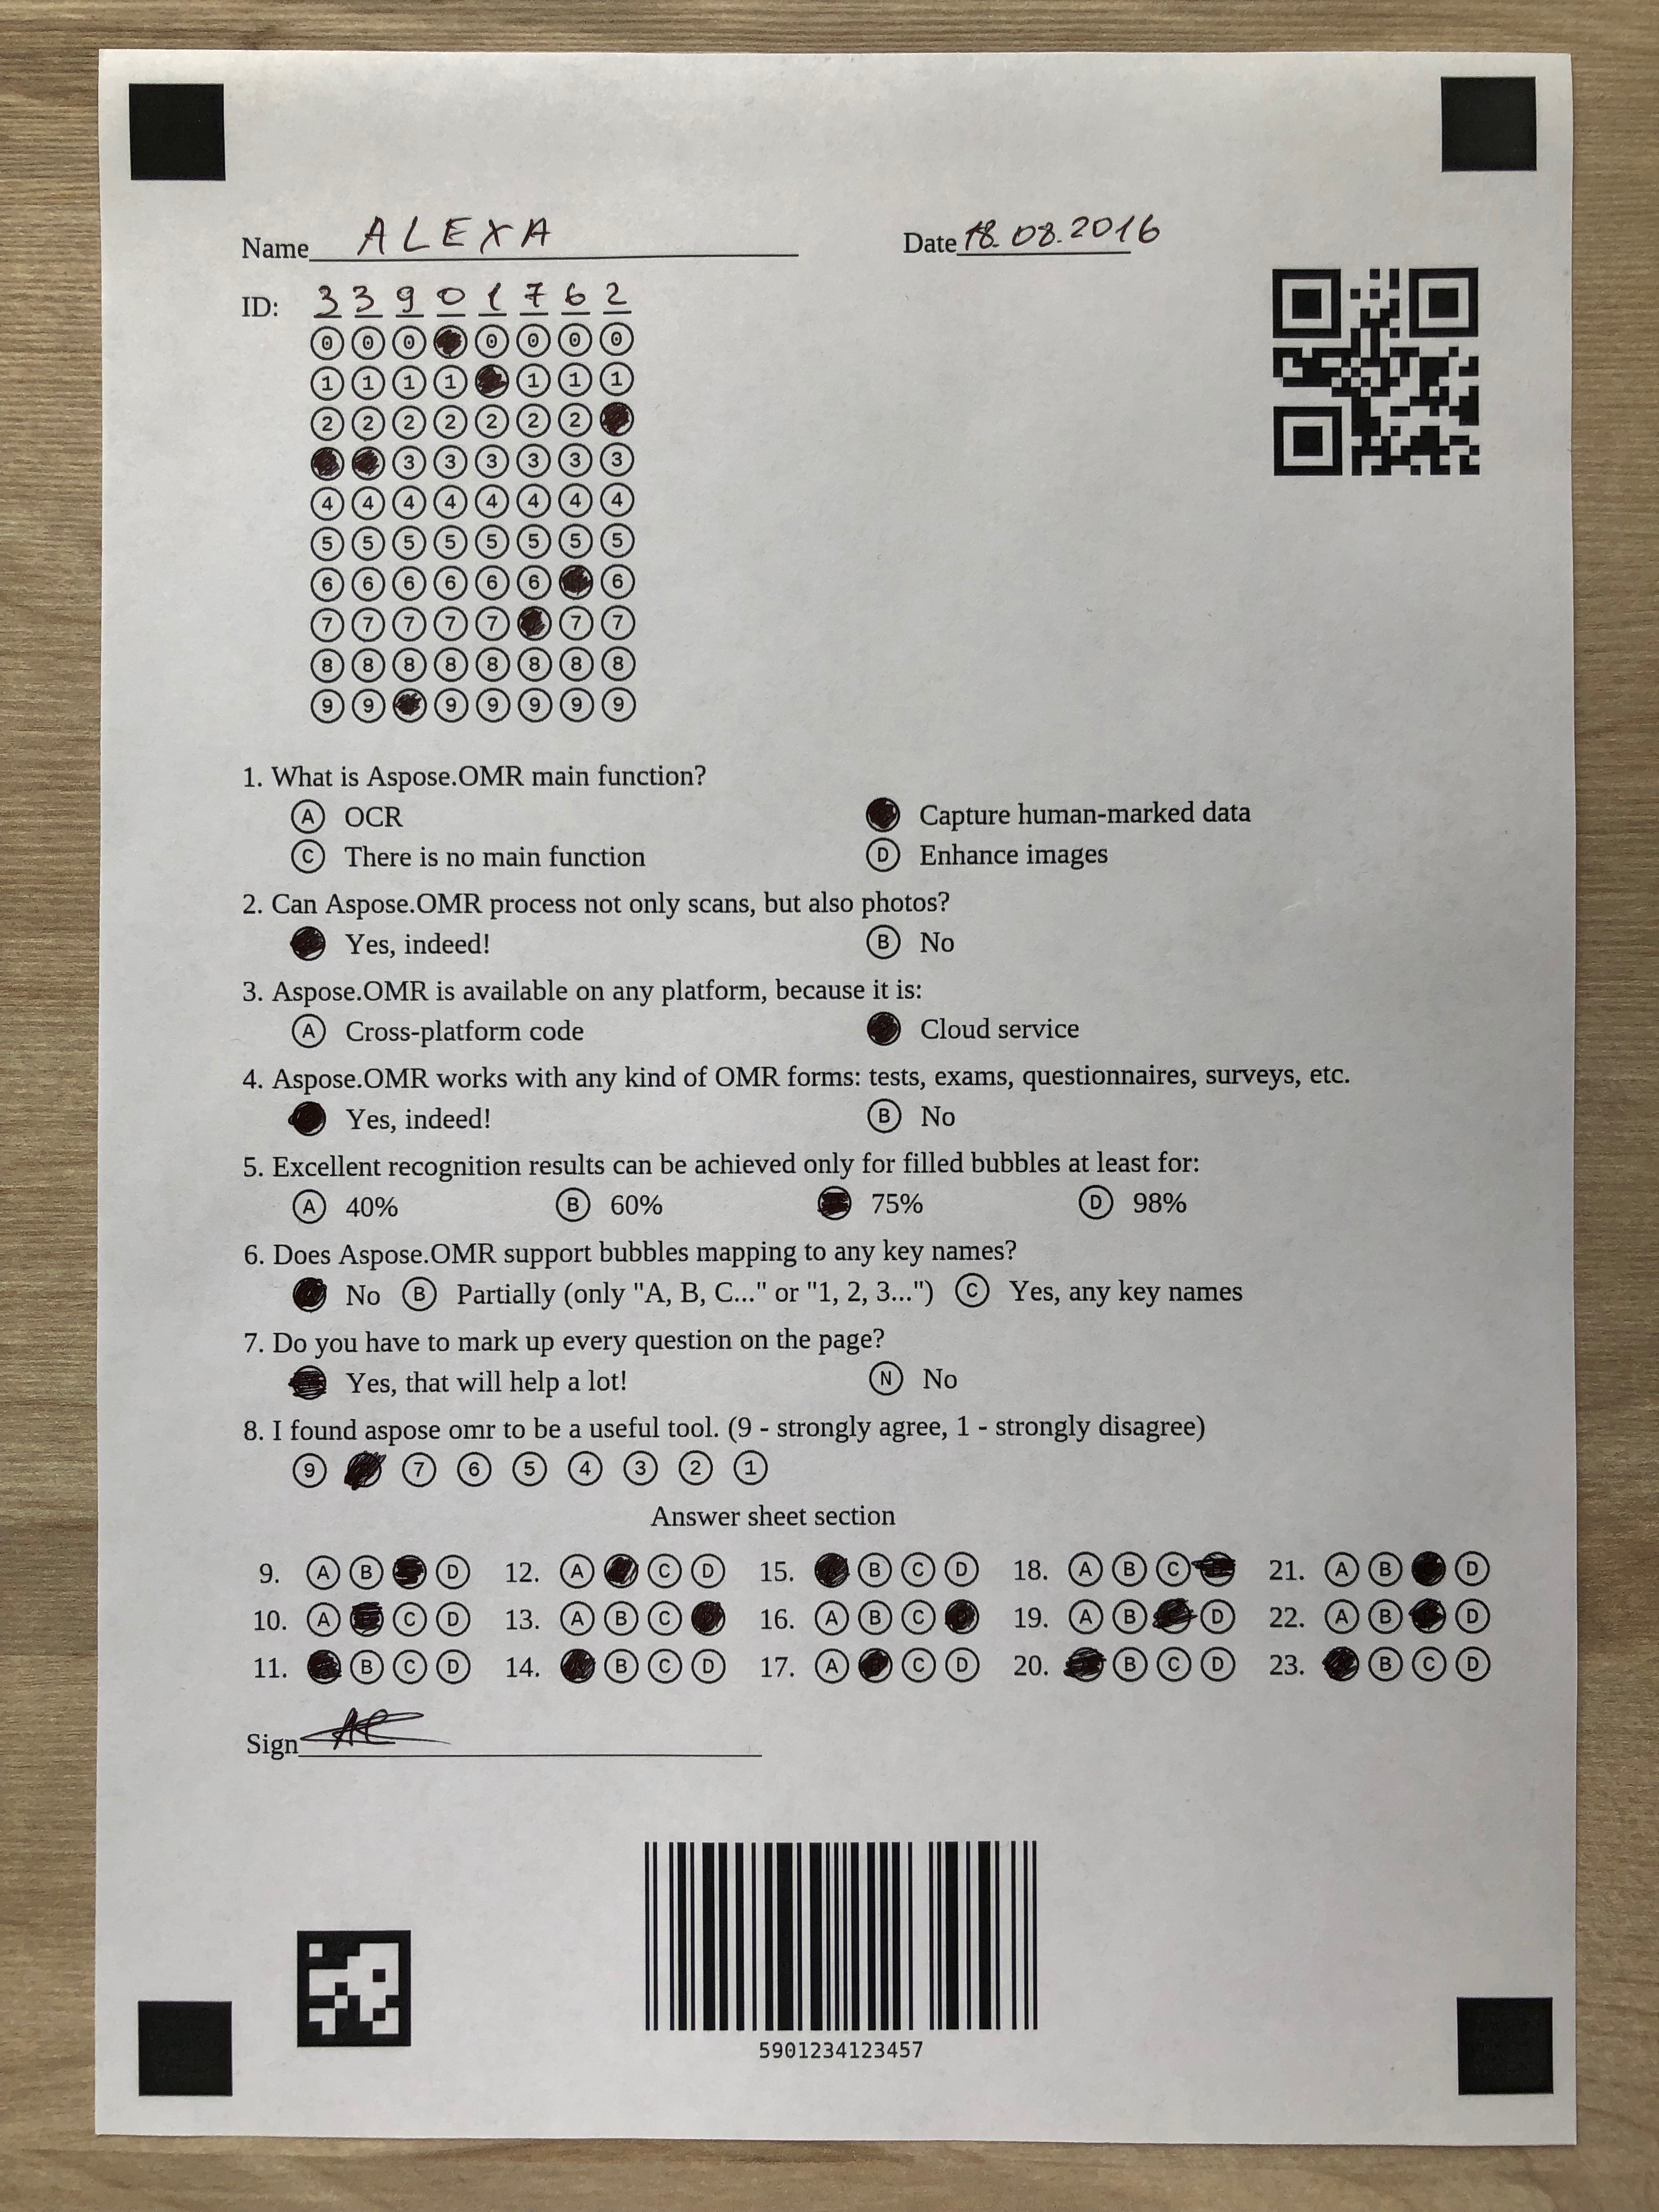 Name ALEXA Date 18.08.2016
ID: 3 3 9 0 1 7 6 2
0 0 0 0 0 0 0
1 1 1 1 1 1 1
2 2 2 2 2 2 2
3 3 3 3 3 3
4 4 4 4 4 4 4 4
5 5 5 5 5 5 5 5
6 6 6 6 6 6 6
7 7 7 7 7 7 7
8 8 8 8 8 8 8 8
9 9 9 9 9 9 9
1. What is Aspose.OMR main function?
A OCR Capture human-marked data
C There is no main function D Enhance images
2. Can Aspose.OMR process not only scans, but also photos?
Yes, indeed! B No
3. Aspose.OMR is available on any platform, because it is:
A Cross-platform code Cloud service
4. Aspose.OMR works with any kind of OMR forms: tests, exams, questionnaires, surveys, etc.
Yes, indeed! B No
5. Excellent recognition results can be achieved only for filled bubbles at least for:
A 40% B 60% 75% D 98%
6. Does Aspose.OMR support bubbles mapping to any key names?
No B Partially (only "A, B, C..." or "1, 2, 3...") C Yes, any key names
7. Do you have to mark up every question on the page?
Yes, that will help a lot! N No
8. I found aspose omr to be a useful tool. (9 - strongly agree, 1 - strongly disagree)
9 7 6 5 4 3 2 1
Answer sheet section
9. A B D 12. A C D 15. B C D 18. A B C 21. A B D
10. A C D 13. A B C 16. A B C 19. A B D 22. A B D
11. B C D 14. B C D 17. A C D 20. B C D 23. B C D
Sign
5901234123457